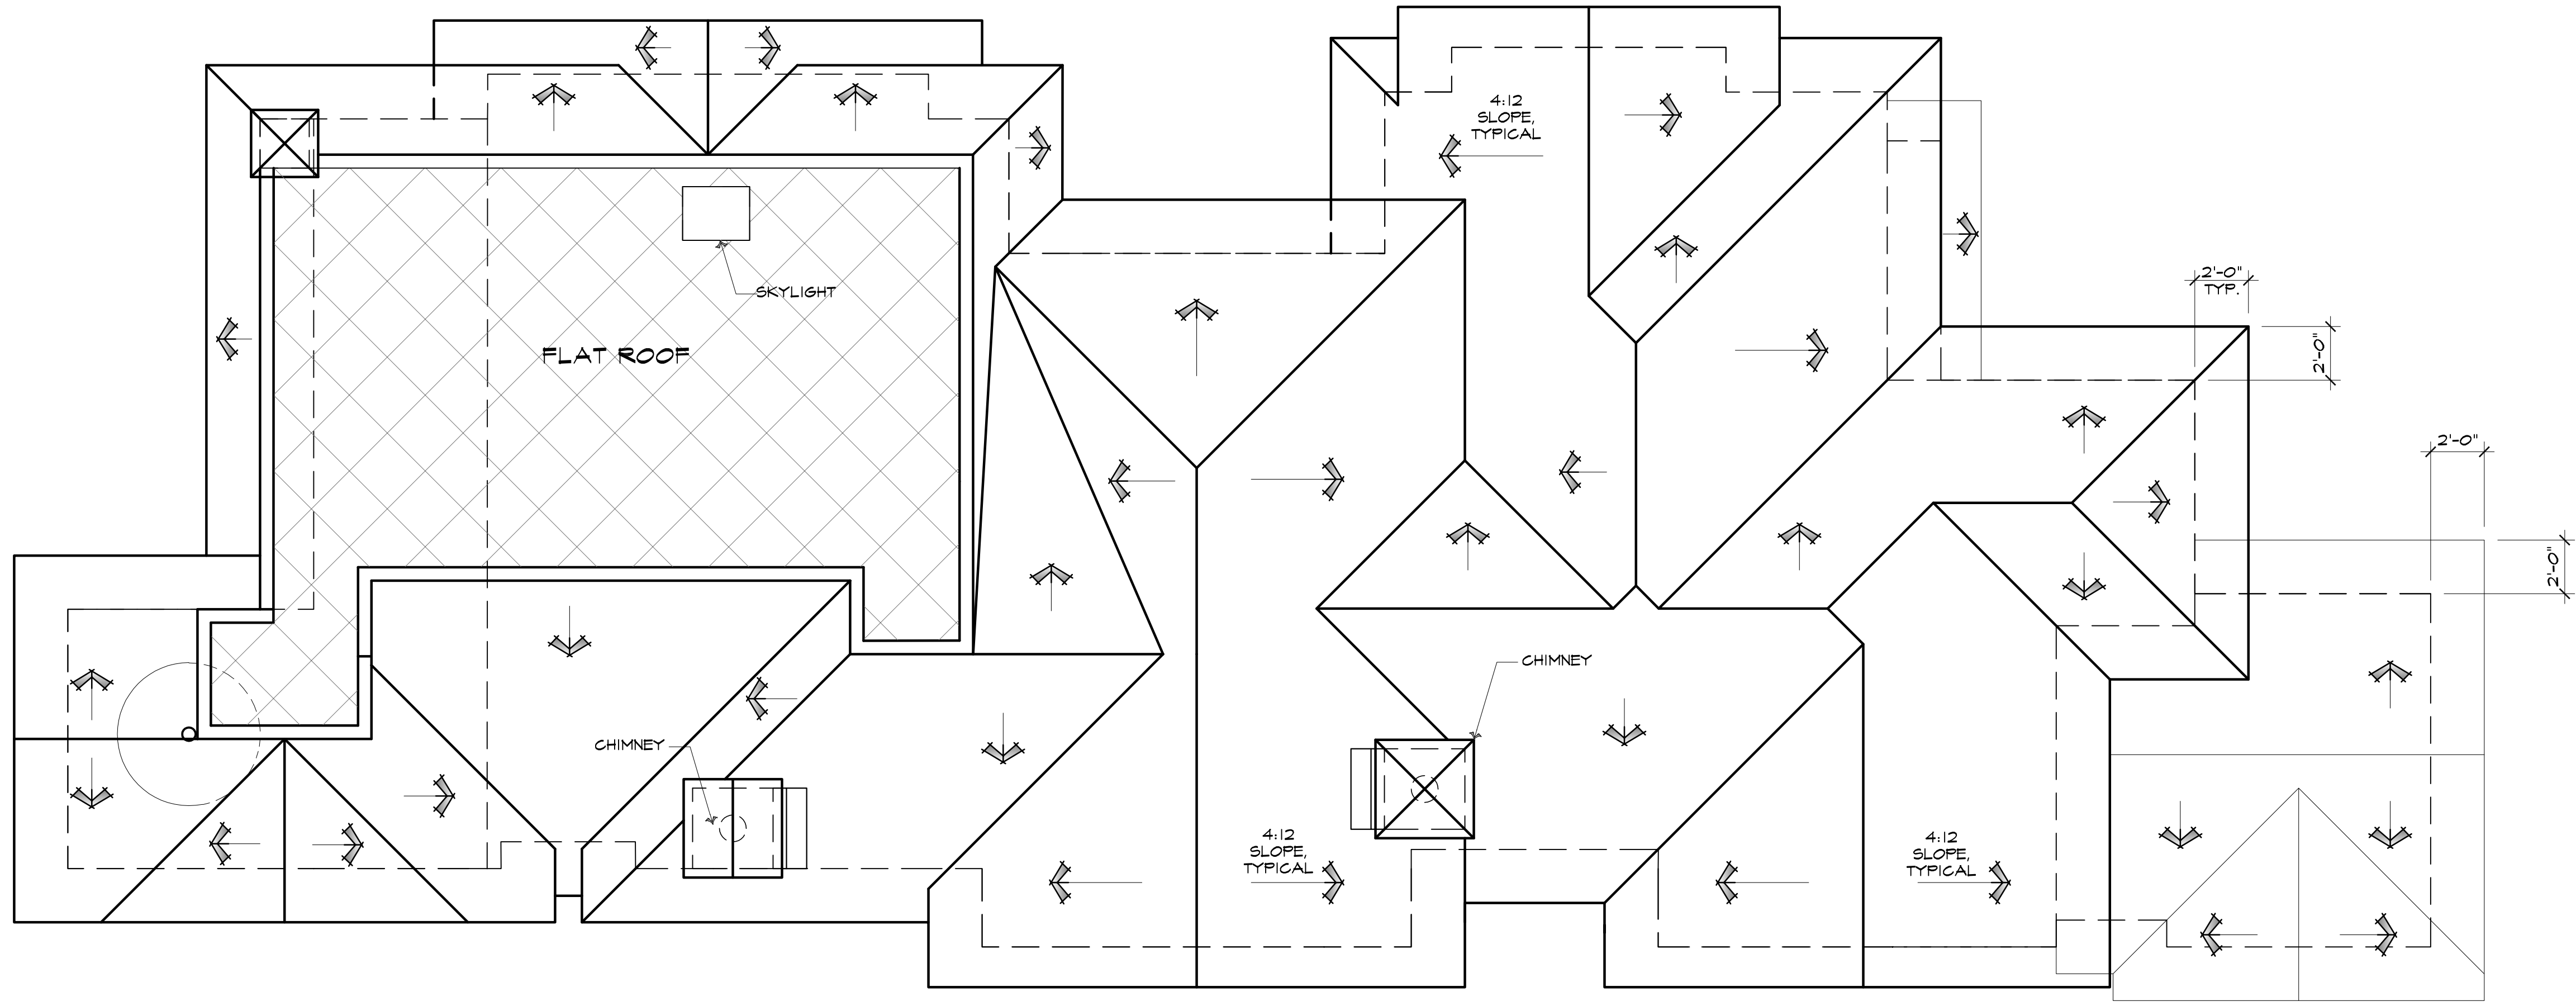 4:12
SLOPE,
TYPICAL
2'-0"
TYP.
2'-0"
SKYLIGHT
FLAT ROOF
2'-0"
2'-0"
CHIMNEY
CHIMNEY
4:12
SLOPE,
TYPICAL
4:12
SLOPE,
TYPICAL